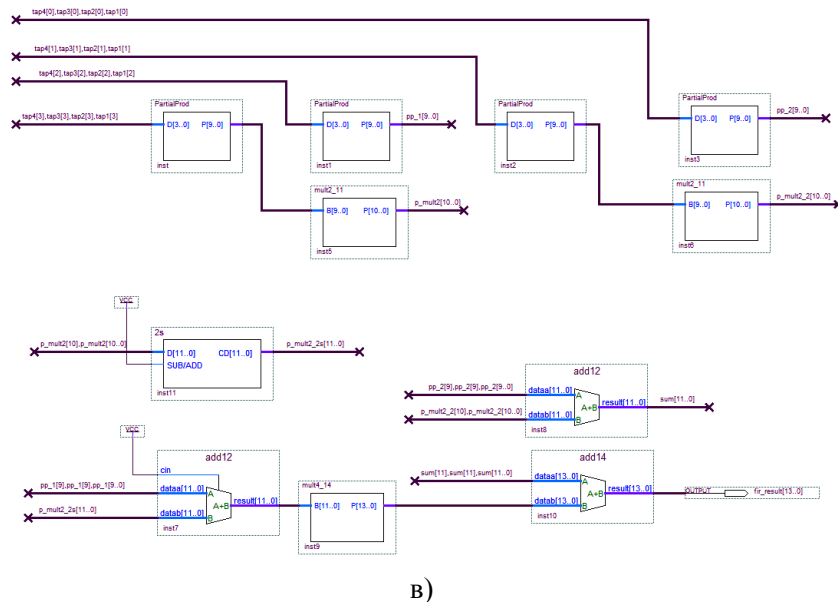 tap4[0],tap3[0],tap2[0],tap1[0]
tap4[1],tap3[1],tap2[1],tap1[1]
tap4[2],tap3[2],tap2[2],tap1[2]
tap4[3],tap3[3],tap2[3],tap1[3]
PartialProd
D[3..0] P[9..0]
inst
PartialProd
D[3..0] P[9..0]
inst1
pp_1[9..0]
PartialProd
D[3..0] P[9..0]
inst2
PartialProd
D[3..0] P[9..0]
inst3
pp_2[9..0]
mult2_11
B[9..0] P[10..0]
inst5
p_mult2[10..0]
mult2_11
B[9..0] P[10..0]
inst6
p_mult2_2[10..0]
VCC
2s
p_mult2[10],p_mult2[10..0]
D[11..0] CD[11..0]
SUB/ADD
inst11
p_mult2_2s[11..0]
add12
pp_2[9],pp_2[9],pp_2[9..0]
p_mult2_2[10],p_mult2_2[10..0]
dataa[11..0]
A
A+B
result[11..0]
datab[11..0]
B
inst8
sum[11..0]
VCC
add12
cin
pp_1[9],pp_1[9],pp_1[9..0]
p_mult2_2s[11..0]
dataa[11..0]
A
A+B
result[11..0]
datab[11..0]
B
inst7
mult4_14
B[11..0] P[13..0]
inst9
add14
sum[11],sum[11],sum[11..0]
dataa[13..0]
A
A+B
result[13..0]
datab[13..0]
B
inst10
OUTPUT
fir_result[13..0]
в)